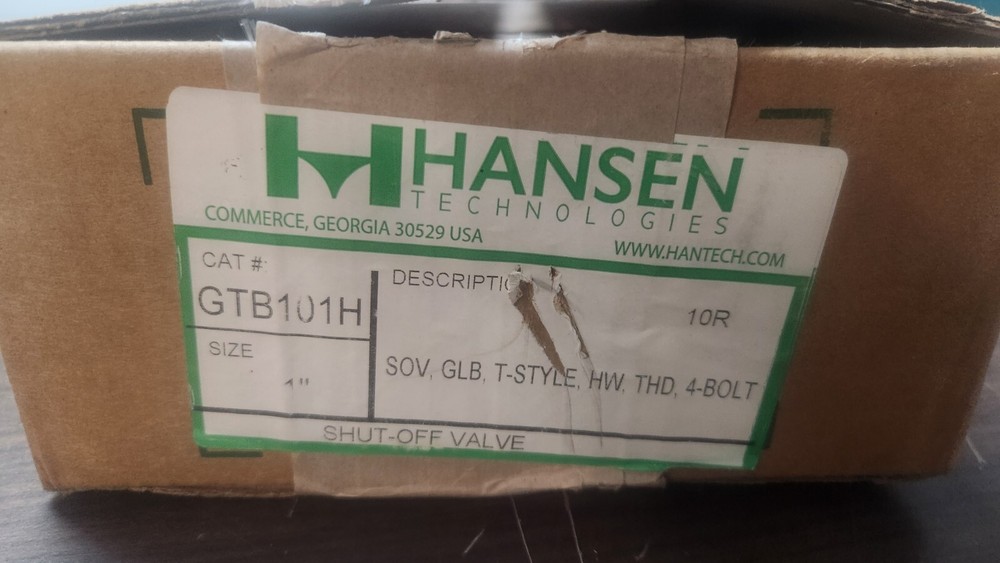 HANSEN
TECHNOLOGIES
COMMERCE, GEORGIA 30529 USA
WWW.HANTECH.COM
CAT #:
GTB101H
DESCRIPTI
10R
SIZE
1"
SOV, GLB, T-STYLE, HW, THD, 4-BOLT
SHUT-OFF VALVE